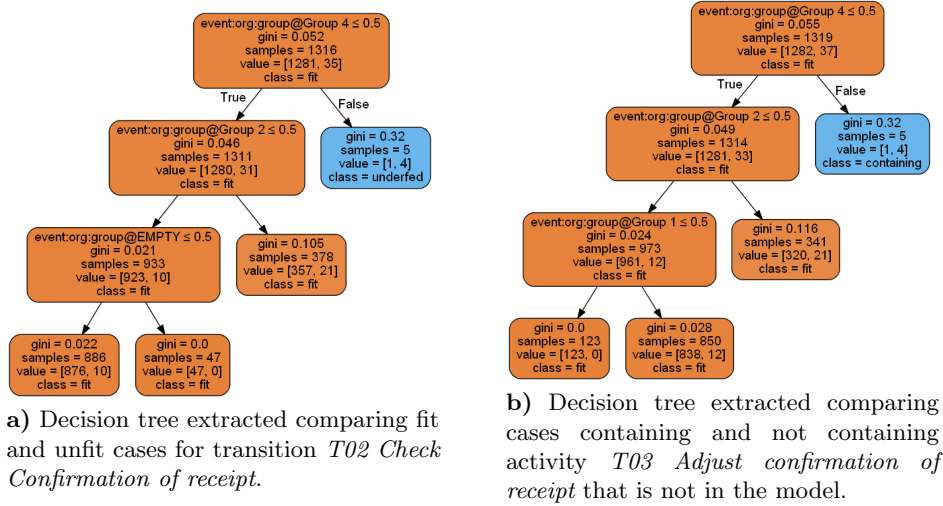 event:org:group@Group 4 ≤ 0.5
gini = 0.052
samples = 1316
value = [1281, 35]
class = fit
True
False
event:org:group@Group 2 ≤ 0.5
gini = 0.046
samples = 1311
value = [1280, 31]
class = fit
gini = 0.32
samples = 5
value = [1, 4]
class = underfed
event:org:group@EMPTY ≤ 0.5
gini = 0.021
samples = 933
value = [923, 10]
class = fit
gini = 0.105
samples = 378
value = [357, 21]
class = fit
gini = 0.022
samples = 886
value = [876, 10]
class = fit
gini = 0.0
samples = 47
value = [47, 0]
class = fit
a) Decision tree extracted comparing fit
and unfit cases for transition T02 Check
Confirmation of receipt.
event:org:group@Group 4 ≤ 0.5
gini = 0.055
samples = 1319
value = [1282, 37]
class = fit
True
False
event:org:group@Group 2 ≤ 0.5
gini = 0.049
samples = 1314
value = [1281, 33]
class = fit
gini = 0.32
samples = 5
value = [1, 4]
class = containing
event:org:group@Group 1 ≤ 0.5
gini = 0.024
samples = 973
value = [961, 12]
class = fit
gini = 0.116
samples = 341
value = [320, 21]
class = fit
gini = 0.0
samples = 123
value = [123, 0]
class = fit
gini = 0.028
samples = 850
value = [838, 12]
class = fit
b) Decision tree extracted comparing
cases containing and not containing
activity T03 Adjust confirmation of
receipt that is not in the model.